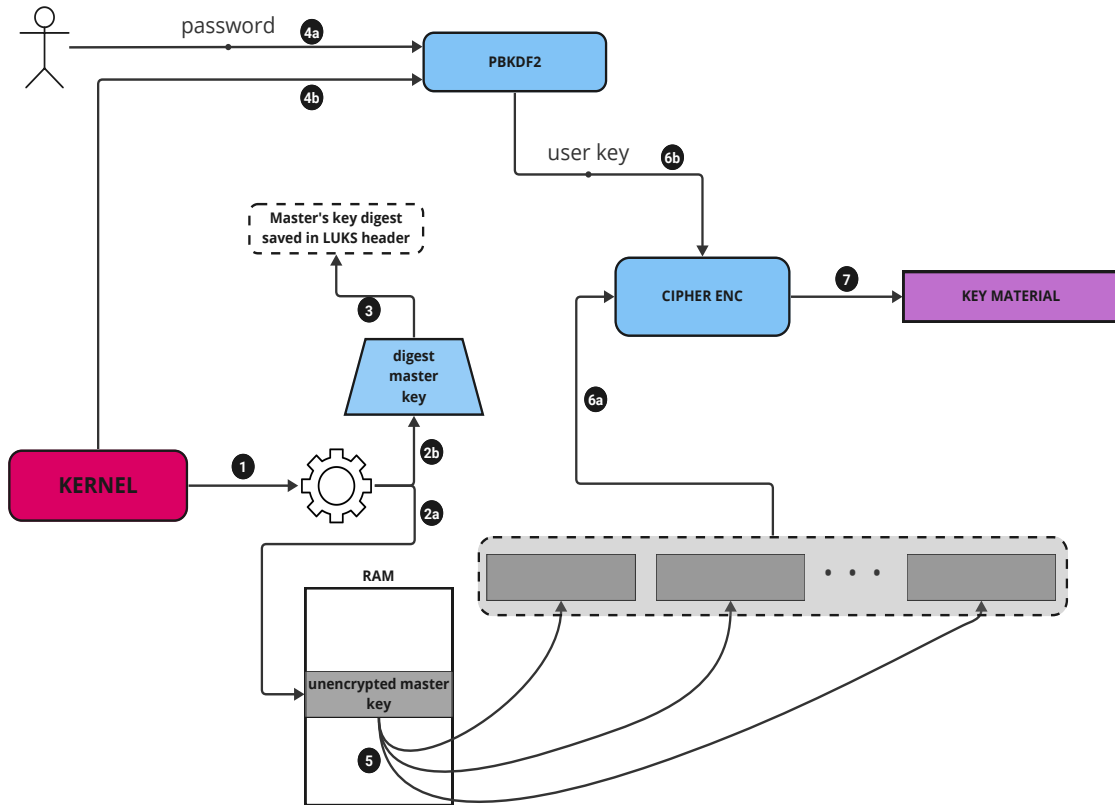 password
4a
PBKDF2
4b
user key
6b
Master's key digest
saved in LUKS header
CIPHER ENC
7
KEY MATERIAL
3
digest
master
key
6a
2b
1
KERNEL
2a
RAM
• • •
unencrypted master
key
5